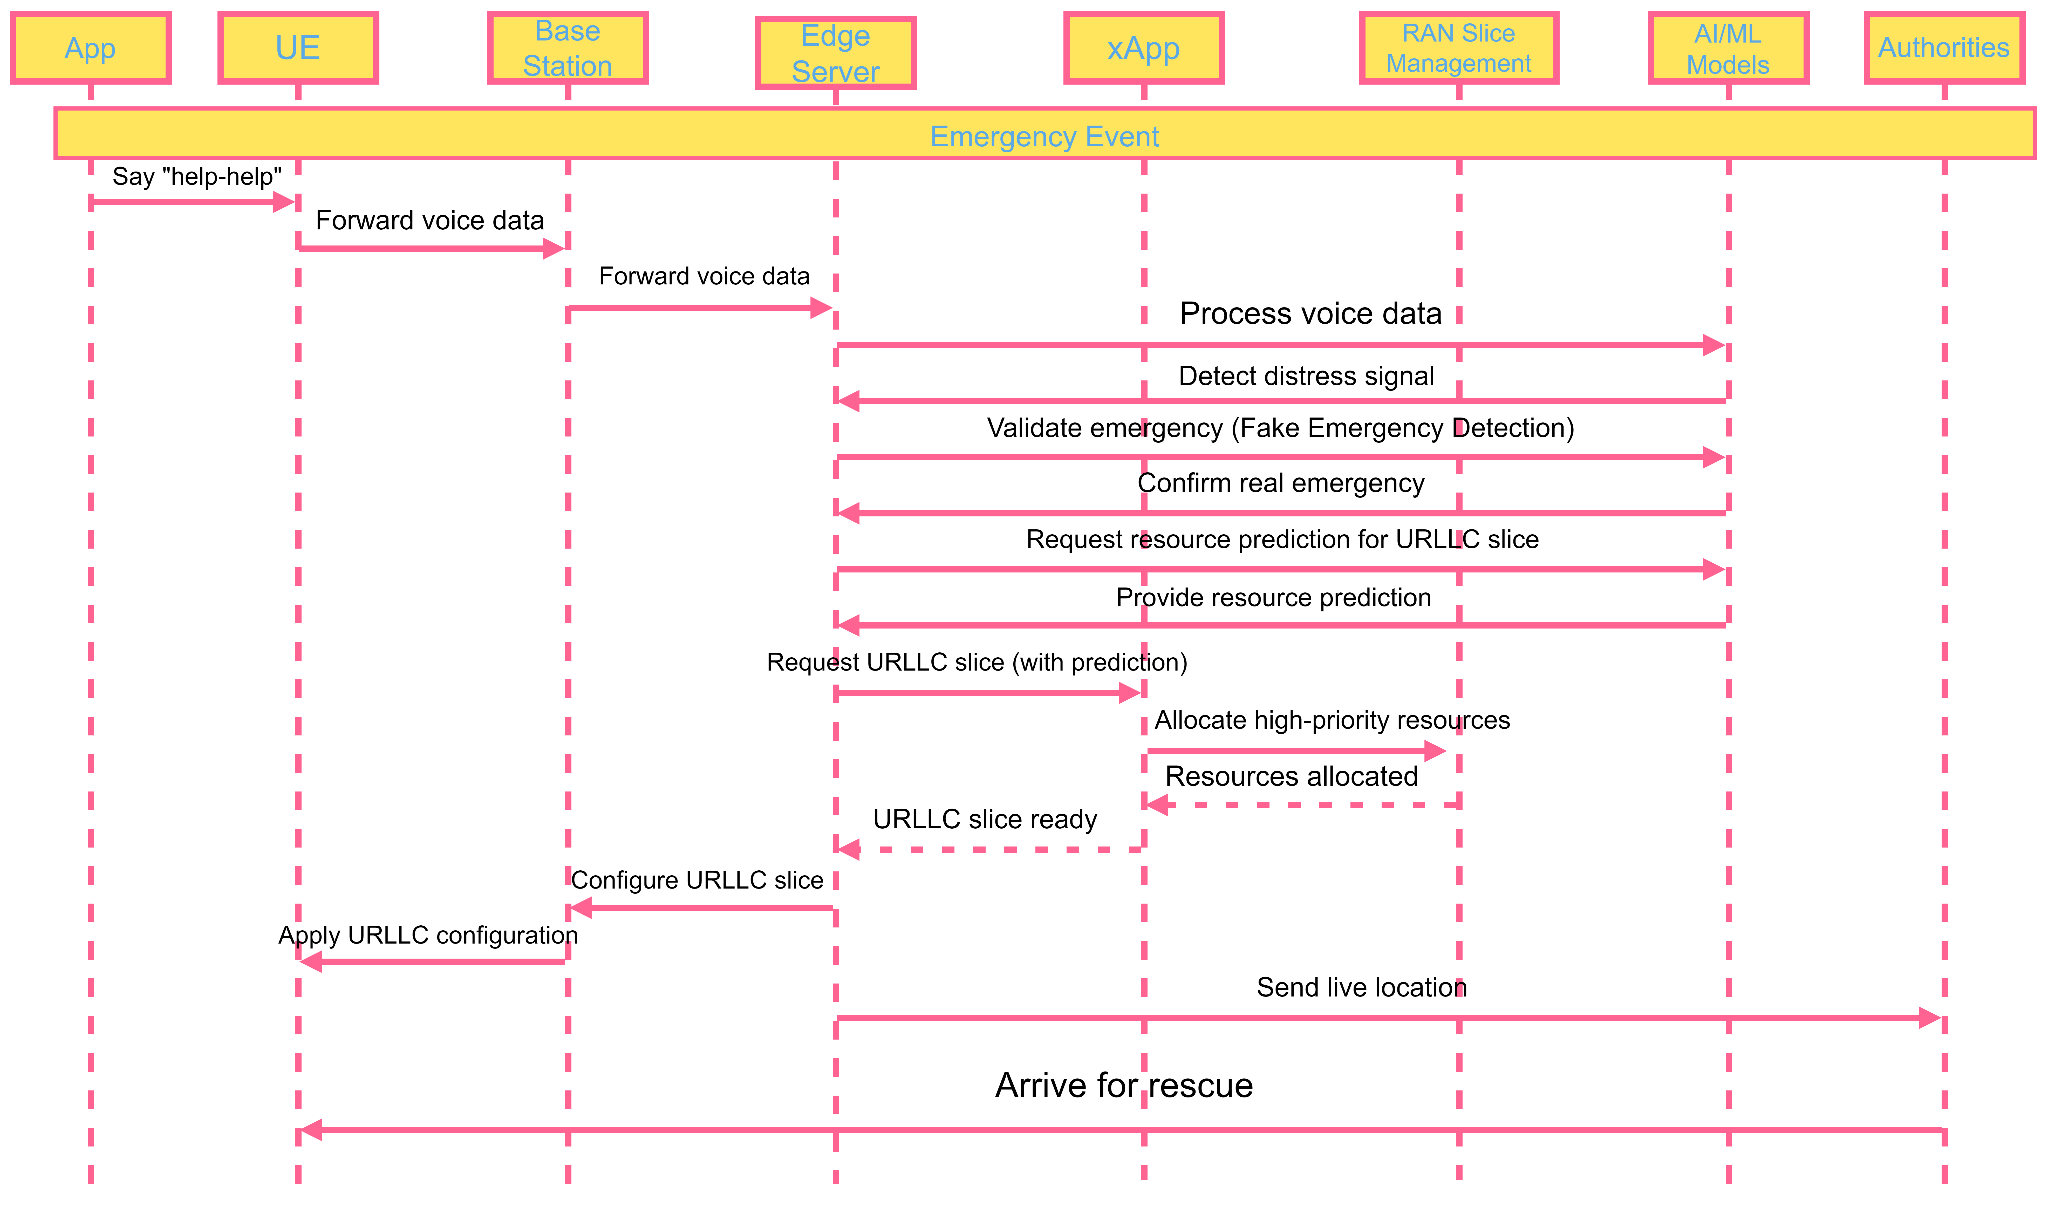 App
UE
Base
Station
Edge
Server
xApp
RAN Slice
Management
AI/ML
Models
Authorities
Emergency Event
Say "help-help"
Forward voice data
Forward voice data
Process voice data
Detect distress signal
Validate emergency (Fake Emergency Detection)
Confirm real emergency
Request resource prediction for URLLC slice
Provide resource prediction
Request URLLC slice (with prediction)
Allocate high-priority resources
Resources allocated
URLLC slice ready
Configure URLLC slice
Apply URLLC configuration
Send live location
Arrive for rescue